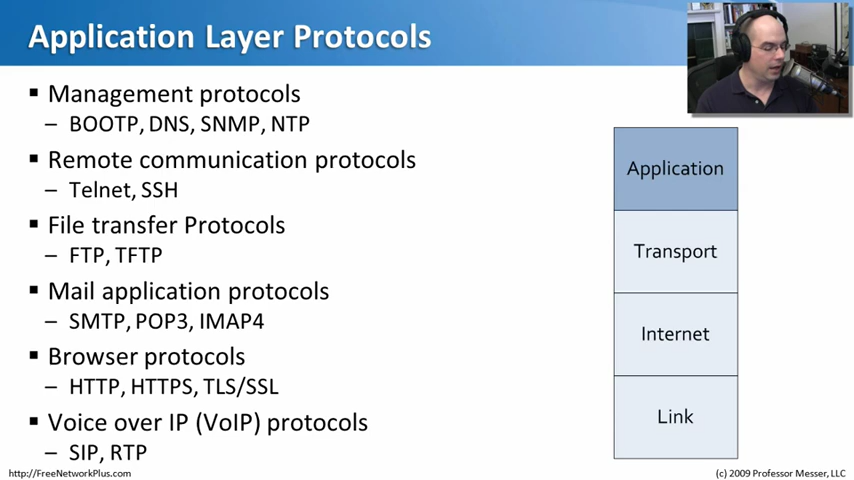 Application Layer Protocols
▪ Management protocols
– BOOTP, DNS, SNMP, NTP
▪ Remote communication protocols
– Telnet, SSH
▪ File transfer Protocols
– FTP, TFTP
▪ Mail application protocols
– SMTP, POP3, IMAP4
▪ Browser protocols
– HTTP, HTTPS, TLS/SSL
▪ Voice over IP (VoIP) protocols
– SIP, RTP
Application
Transport
Internet
Link
http://FreeNetworkPlus.com
(c) 2009 Professor Messer, LLC